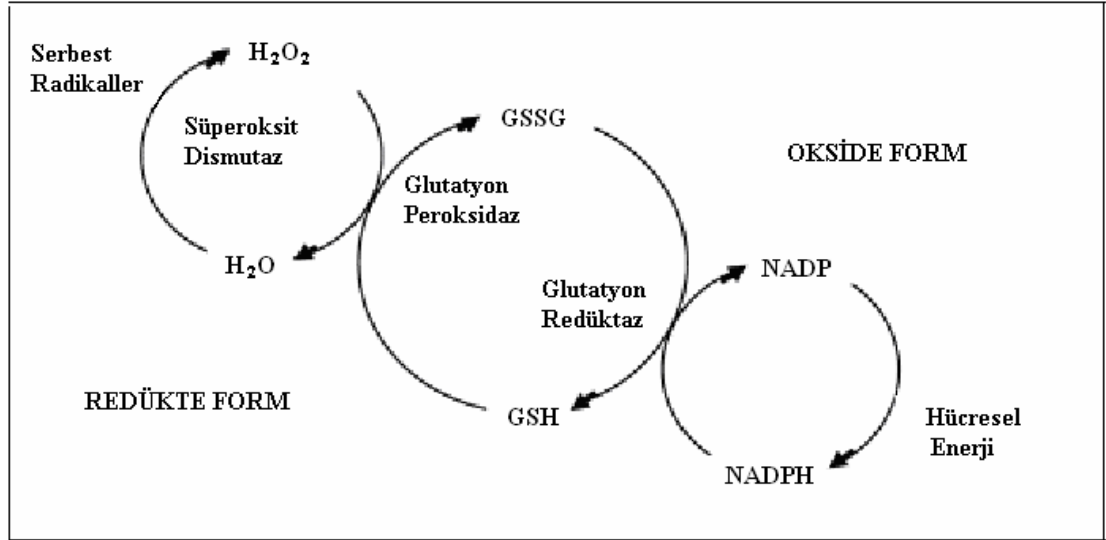 Serbest
Radikaller
H₂O₂
Süperoksit
Dismutaz
GSSG
OKSİDE FORM
Glutatyon
Peroksidaz
H₂O
NADP
Glutatyon
Redüktaz
REDÜKTE FORM
GSH
Hücresel
Enerji
NADPH